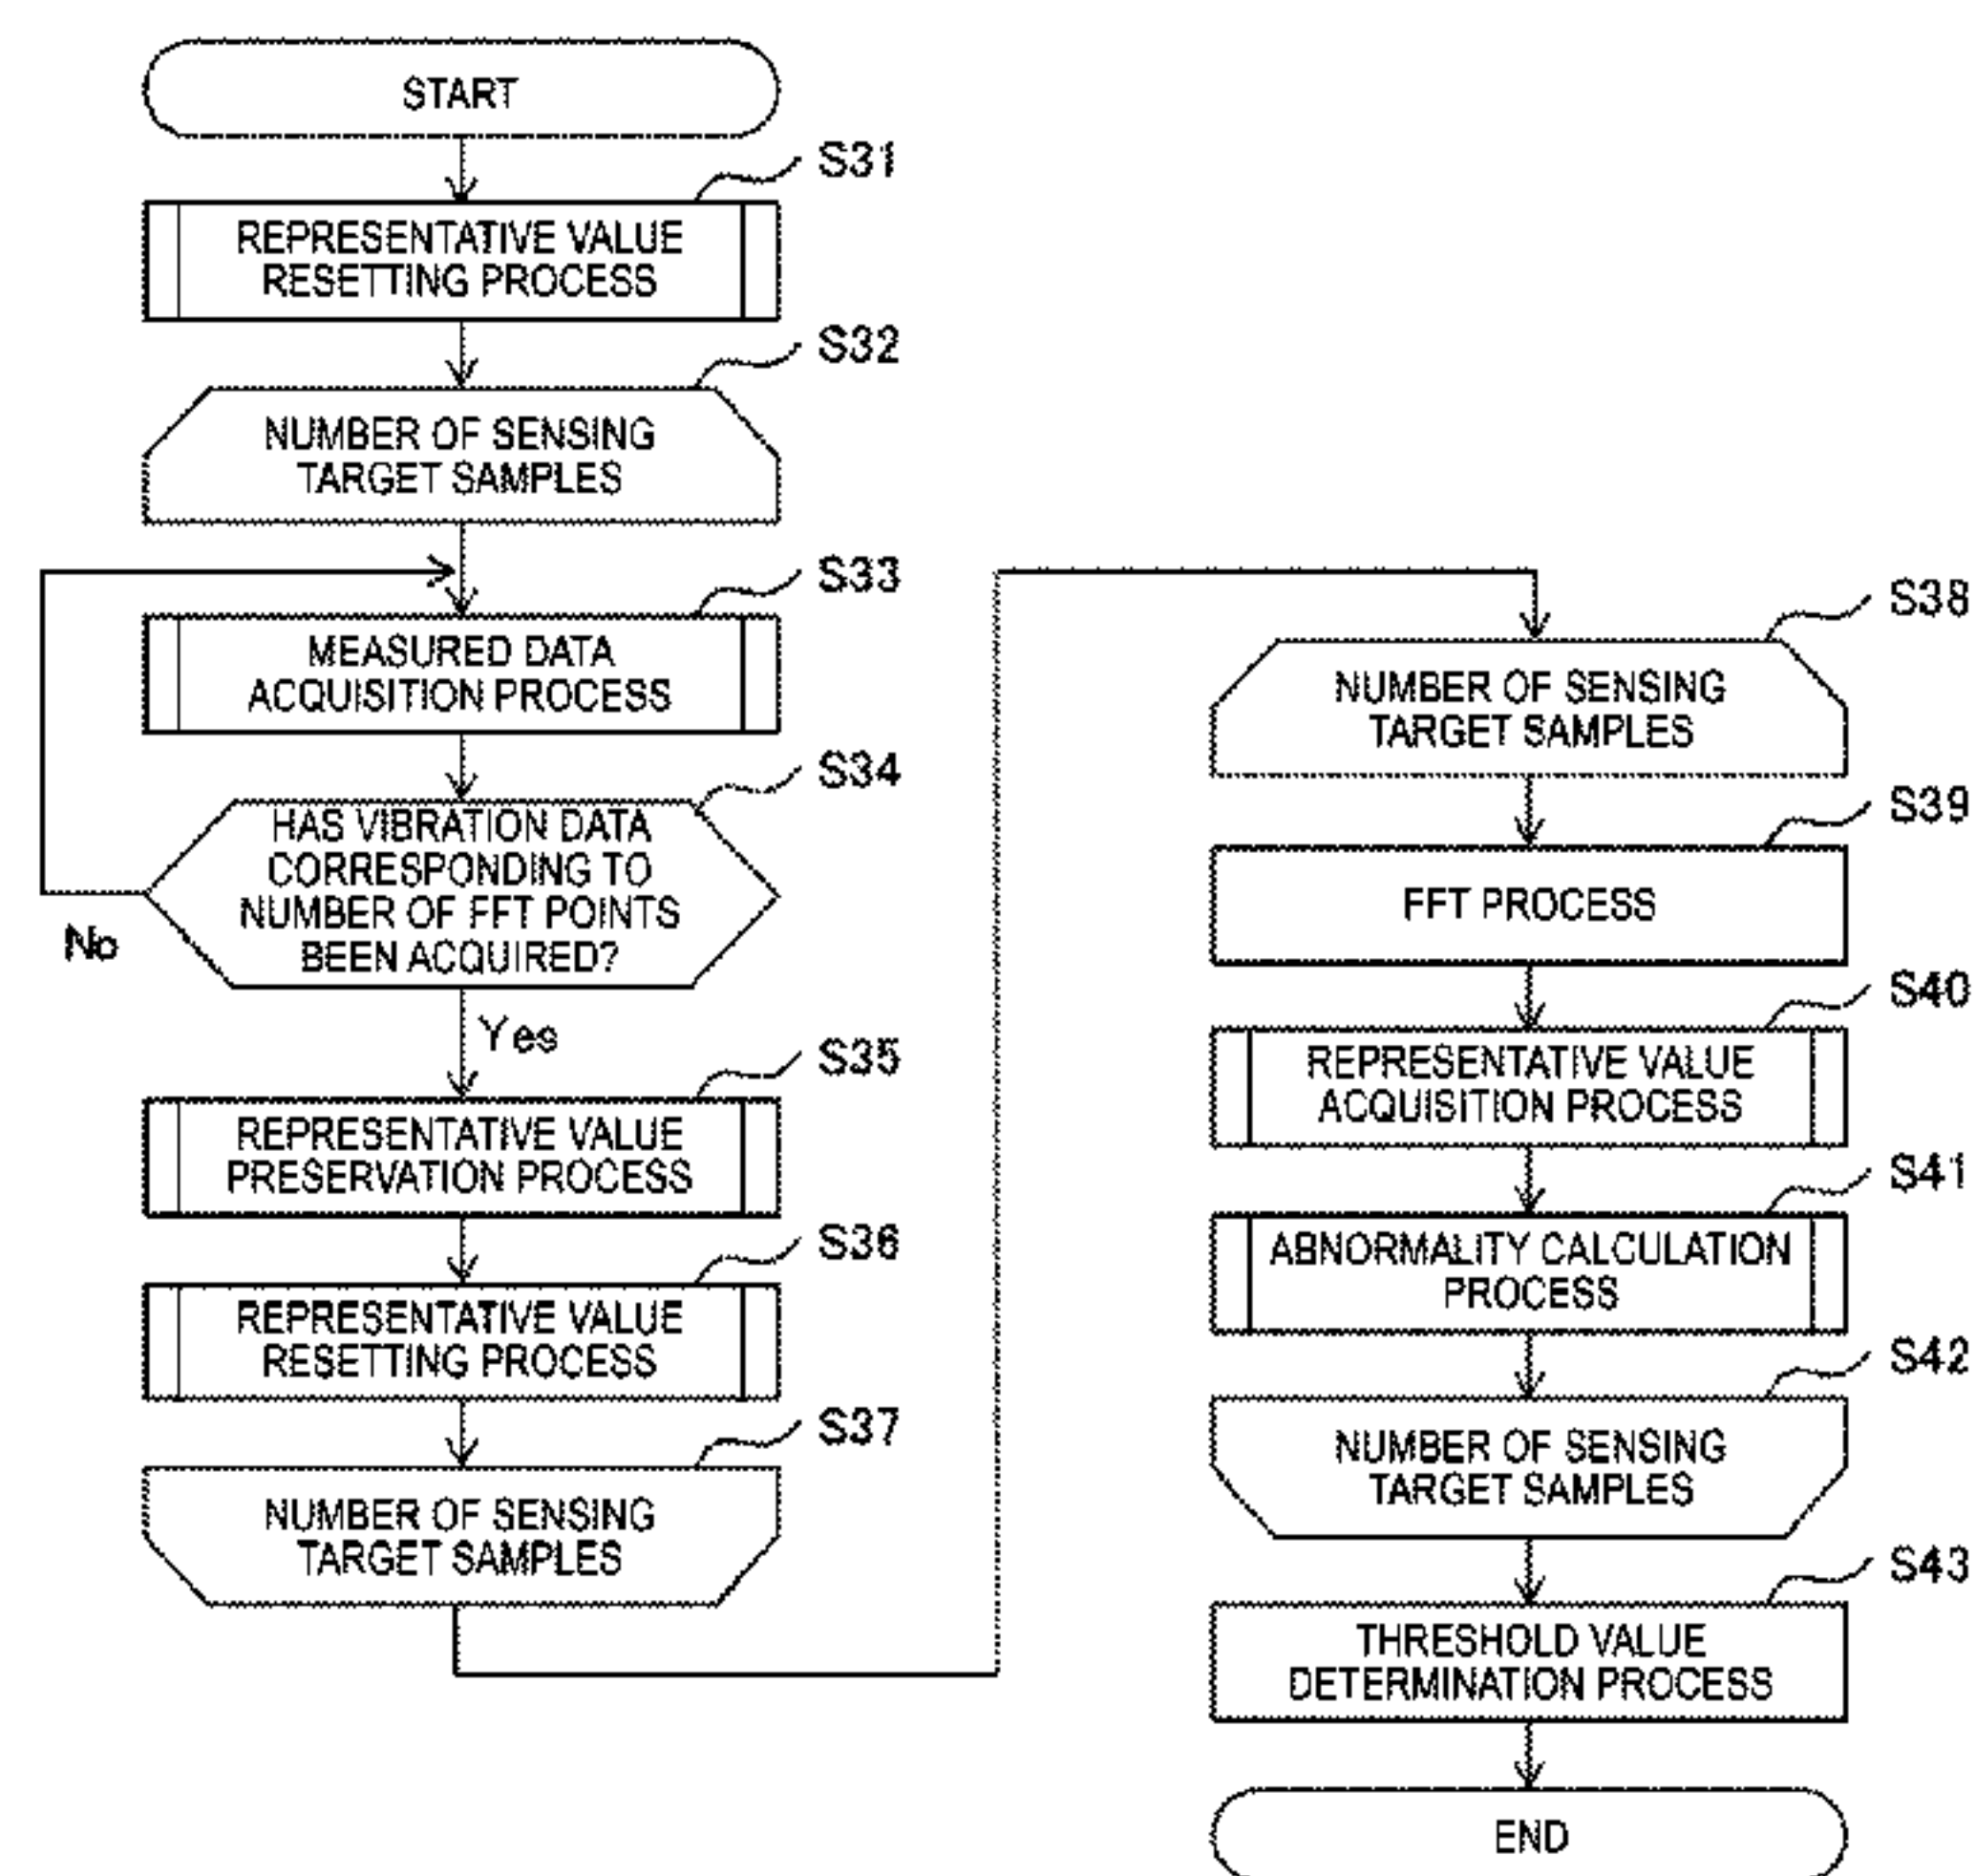 START
S31
REPRESENTATIVE VALUE
RESETTING PROCESS
S32
NUMBER OF SENSING
TARGET SAMPLES
S33
MEASURED DATA
ACQUISITION PROCESS
S34
HAS VIBRATION DATA
CORRESPONDING TO
NUMBER OF FFT POINTS
BEEN ACQUIRED?
No
Yes
S35
REPRESENTATIVE VALUE
PRESERVATION PROCESS
S36
REPRESENTATIVE VALUE
RESETTING PROCESS
S37
NUMBER OF SENSING
TARGET SAMPLES
S38
NUMBER OF SENSING
TARGET SAMPLES
S39
FFT PROCESS
S40
REPRESENTATIVE VALUE
ACQUISITION PROCESS
S41
ABNORMALITY CALCULATION
PROCESS
S42
NUMBER OF SENSING
TARGET SAMPLES
S43
THRESHOLD VALUE
DETERMINATION PROCESS
END